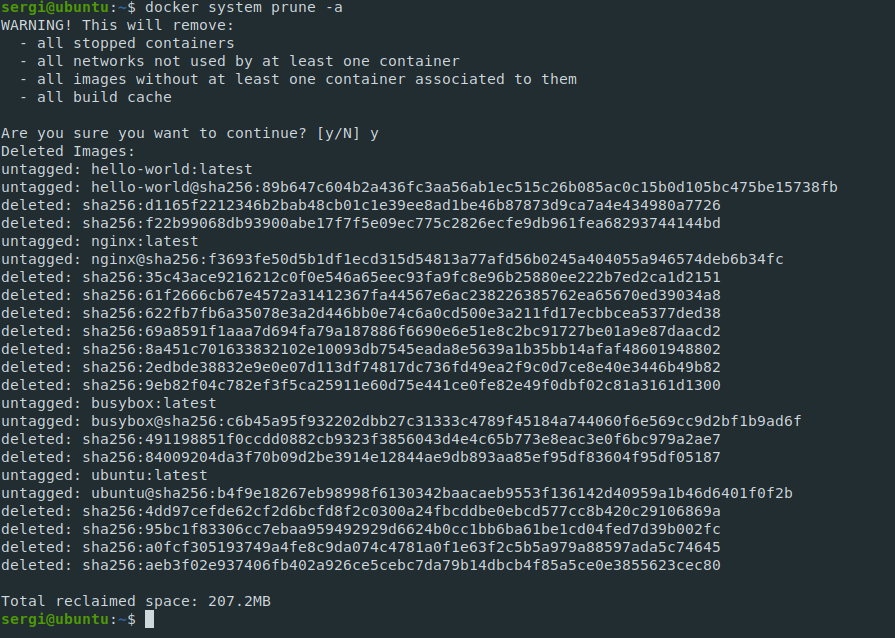 sergi@ubuntu:~$ docker system prune -a
WARNING! This will remove:
  - all stopped containers
  - all networks not used by at least one container
  - all images without at least one container associated to them
  - all build cache

Are you sure you want to continue? [y/N] y
Deleted Images:
untagged: hello-world:latest
untagged: hello-world@sha256:89b647c604b2a436fc3aa56ab1ec515c26b085ac0c15b0d105bc475be15738fb
deleted: sha256:d1165f2212346b2bab48cb01c1e39ee8ad1be46b87873d9ca7a4e434980a7726
deleted: sha256:f22b99068db93900abe17f7f5e09ec775c2826ecfe9db961fea68293744144bd
untagged: nginx:latest
untagged: nginx@sha256:f3693fe50d5b1df1ecd315d54813a77afd56b0245a404055a946574deb6b34fc
deleted: sha256:35c43ace9216212c0f0e546a65eec93fa9fc8e96b25880ee222b7ed2ca1d2151
deleted: sha256:61f2666cb67e4572a31412367fa44567e6ac238226385762ea65670ed39034a8
deleted: sha256:622fb7fb6a35078e3a2d446bb0e74c6a0cd500e3a211fd17ecbbcea5377ded38
deleted: sha256:69a8591f1aaa7d694fa79a187886f6690e6e51e8c2bc91727be01a9e87daacd2
deleted: sha256:8a451c701633832102e10093db7545eada8e5639a1b35bb14afaf48601948802
deleted: sha256:2edbde38832e9e0e07d113df74817dc736fd49ea2f9c0d7ce8e40e3446b49b82
deleted: sha256:9eb82f04c782ef3f5ca25911e60d75e441ce0fe82e49f0dbf02c81a3161d1300
untagged: busybox:latest
untagged: busybox@sha256:c6b45a95f932202dbb27c31333c4789f45184a744060f6e569cc9d2bf1b9ad6f
deleted: sha256:491198851f0ccdd0882cb9323f3856043d4e4c65b773e8eac3e0f6bc979a2ae7
deleted: sha256:84009204da3f70b09d2be3914e12844ae9db893aa85ef95df83604f95df05187
untagged: ubuntu:latest
untagged: ubuntu@sha256:b4f9e18267eb98998f6130342baacaeb9553f136142d40959a1b46d6401f0f2b
deleted: sha256:4dd97cefde62cf2d6bcfd8f2c0300a24fbcddbe0ebcd577cc8b420c29106869a
deleted: sha256:95bc1f83306cc7ebaa959492929d6624b0cc1bb6ba61be1cd04fed7d39b002fc
deleted: sha256:a0fcf305193749a4fe8c9da074c4781a0f1e63f2c5b5a979a88597ada5c74645
deleted: sha256:aeb3f02e937406fb402a926ce5cebc7da79b14dbcb4f85a5ce0e3855623cec80

Total reclaimed space: 207.2MB
sergi@ubuntu:~$